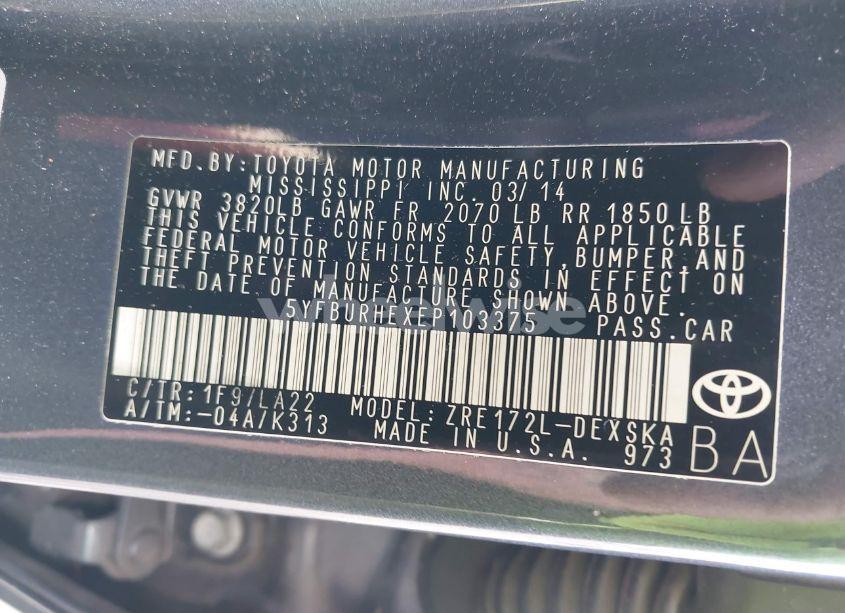 MFD. BY: TOYOTA MOTOR MANUFACTURING
MISSISSIPPI INC. 03/14
GVWR 3820LB GAWR FR 2070 LB RR 1850 LB
THIS VEHICLE CONFORMS TO ALL APPLICABLE
FEDERAL MOTOR VEHICLE SAFETY, BUMPER, AND
THEFT PREVENTION STANDARDS IN EFFECT ON
THE DATE OF MANUFACTURE SHOWN ABOVE.
5YFBURHEXEP103375 PASS. CAR
C/TR: 1F9/LA22 MODEL: ZRE172L-DEXSKA
A/TM: -04A/K313 MADE IN U.S.A. 973
BA